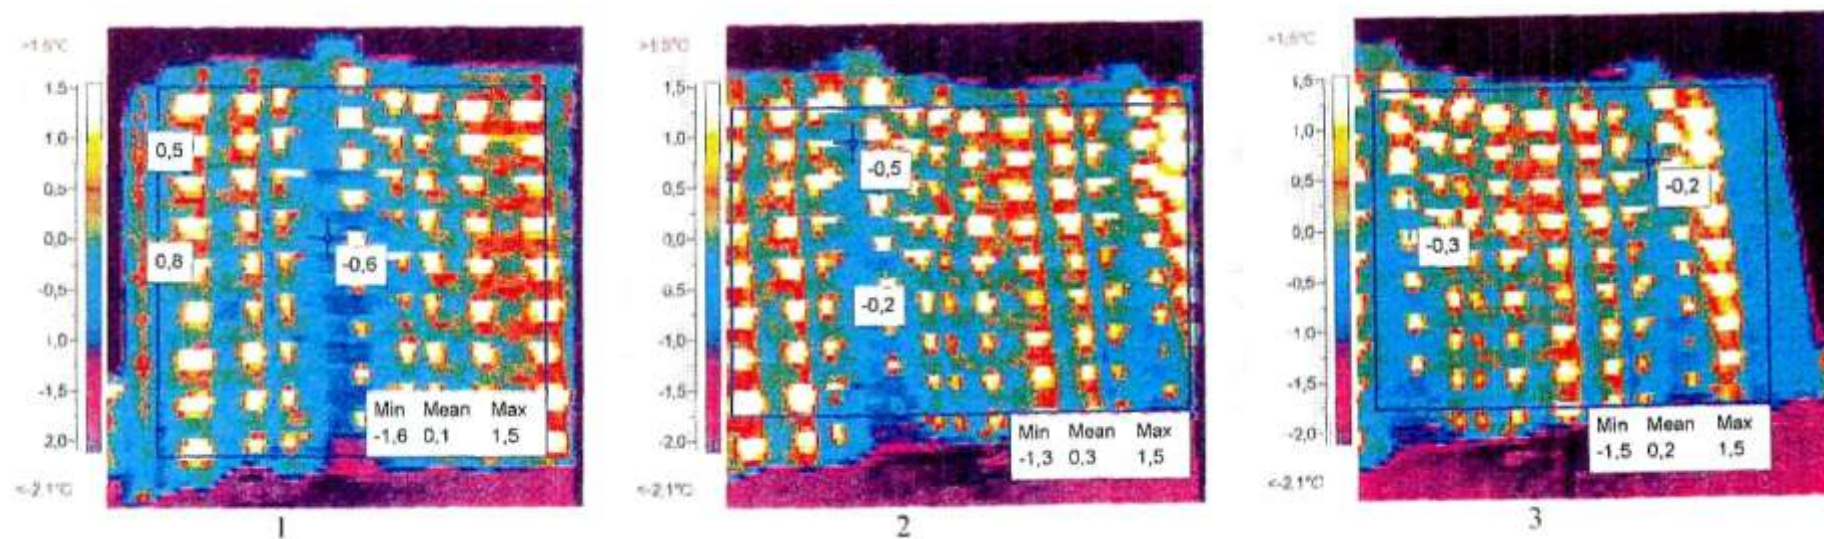 >1.5°C
1.5
1.0
0,5
0,0
-0,5
-1,0
-1,5
2,0
<-2.1°C
0,5
0,8
-0,6
Min Mean Max
-1,6 0,1 1,5
1
>1.5°C
1,5
1,0
0,5
0,0
-0,5
-1,0
-1,5
-2,0
<-2.1°C
-0,5
-0,2
Min Mean Max
-1,3 0,3 1,5
2
>1,5°C
1,5
1,0
0,5
0,0
-0,5
-1,0
-1,5
-2,0
<-2.1°C
-0,2
-0,3
Min Mean Max
-1,5 0,2 1,5
3